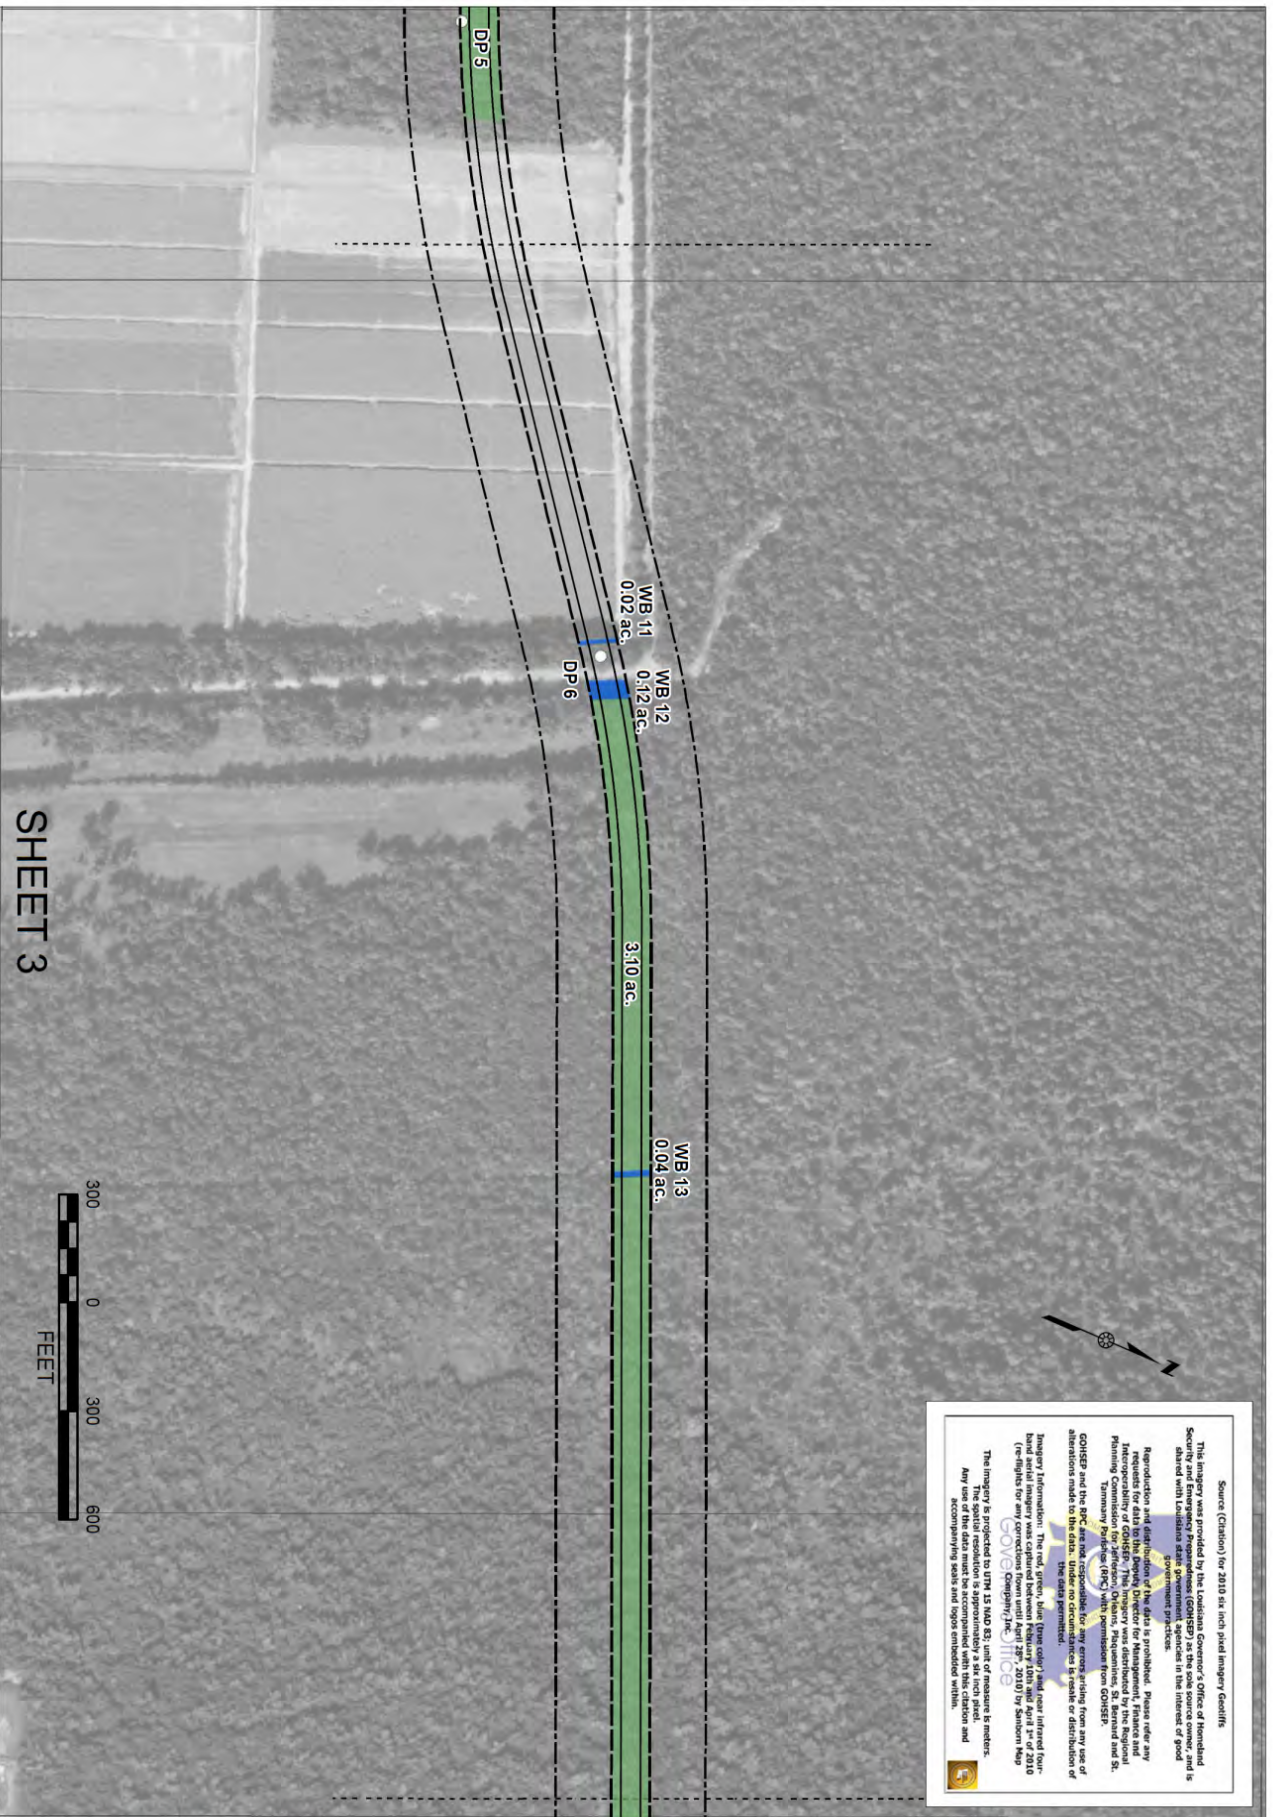 DP 5
WB 11
0.02 ac.
WB 12
0.12 ac.
DP 6
3.10 ac.
WB 13
0.04 ac.
SHEET 3
300 0 300 600
FEET
N
Source (Citation) for 2010 six inch pixel imagery Geotiffs
This imagery was provided by the Louisiana Governor's Office of Homeland
Security and Emergency Preparedness (GOHSEP) as the sole source owner, and is
shared with Louisiana state government agencies in the interest of good
government practices.
Reproduction and distribution of the data is prohibited. Please refer any
requests for data to the Deputy Director for Management, Finance and
Interoperability of GOHSEP. This imagery was distributed by the Regional
Planning Commission for Jefferson, Orleans, Plaquemines, St. Bernard and St.
Tammany Parishes (RPC) with permission from GOHSEP.
GOHSEP and the RPC are not responsible for any errors arising from any use of
alterations made to the data. Under no circumstances is resale or distribution of
the data permitted.
Imagery Information: The red, green, blue (true color) and near infrared four-
band aerial imagery was captured between February 10th and April 1st of 2010
(re-flights for any corrections flown until April 28th, 2010) by Sanborn Map
Company, Inc.
Governor's Office
The imagery is projected to UTM 15 NAD 83; unit of measure is meters.
The spatial resolution is approximately a six inch pixel.
Any use of the data must be accompanied with this citation and
accompanying seals and logos embedded within.